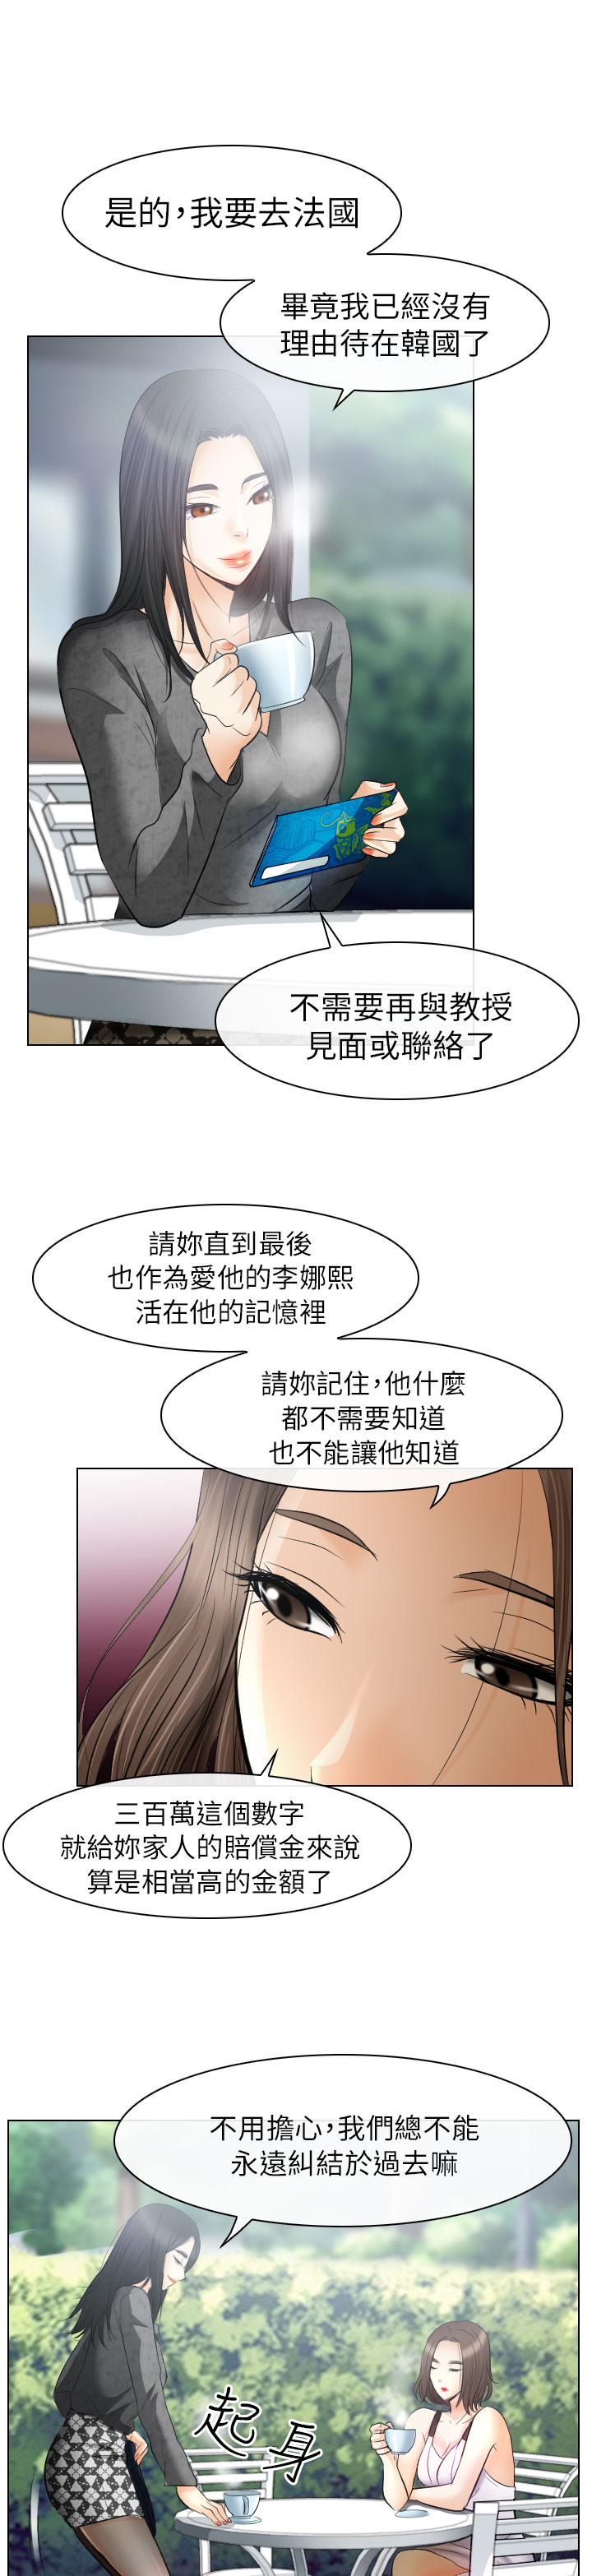 是的，我要去法國
畢竟我已經沒有
理由待在韓國了
不需要再與教授
見面或聯絡了
請妳直到最後
也作為愛他的李娜熙
活在他的記憶裡
請妳記住，他什麼
都不需要知道
也不能讓他知道
三百萬這個數字
就給妳家人的賠償金來說
算是相當高的金額了
不用擔心，我們總不能
永遠糾結於過去嘛
起身